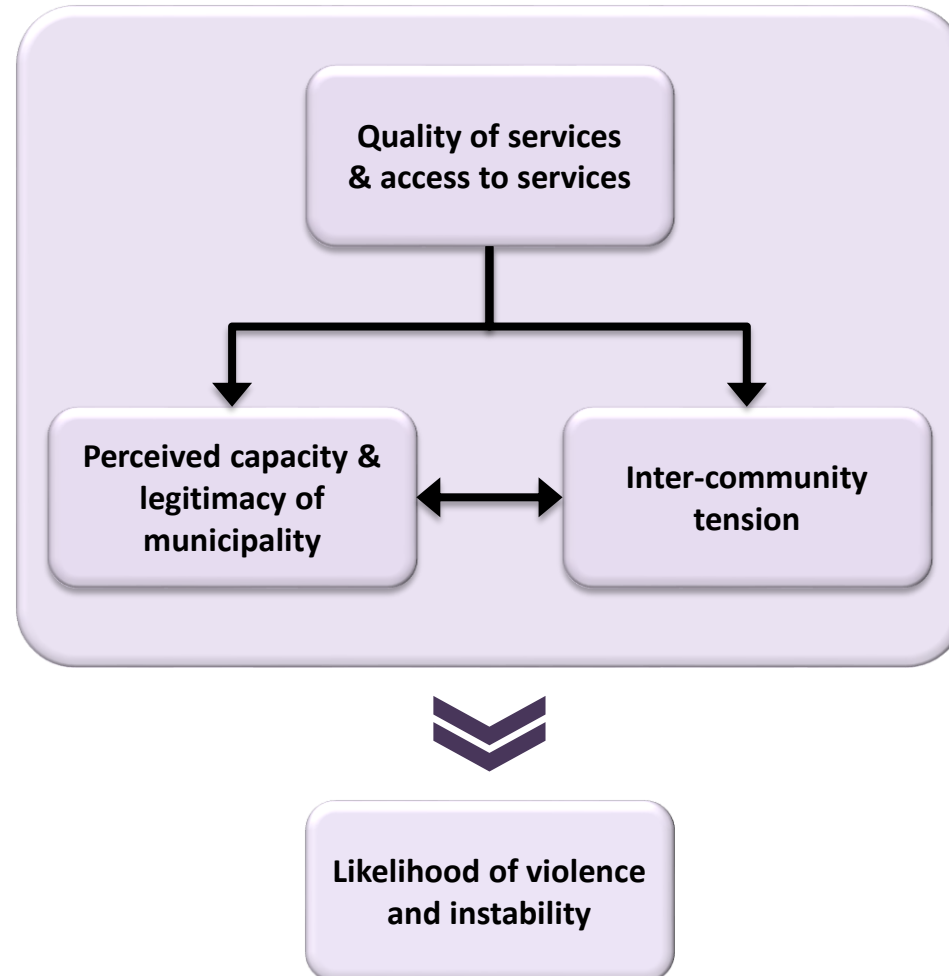 Quality of services
& access to services
Perceived capacity &
legitimacy of
municipality
Inter-community
tension
Likelihood of violence
and instability